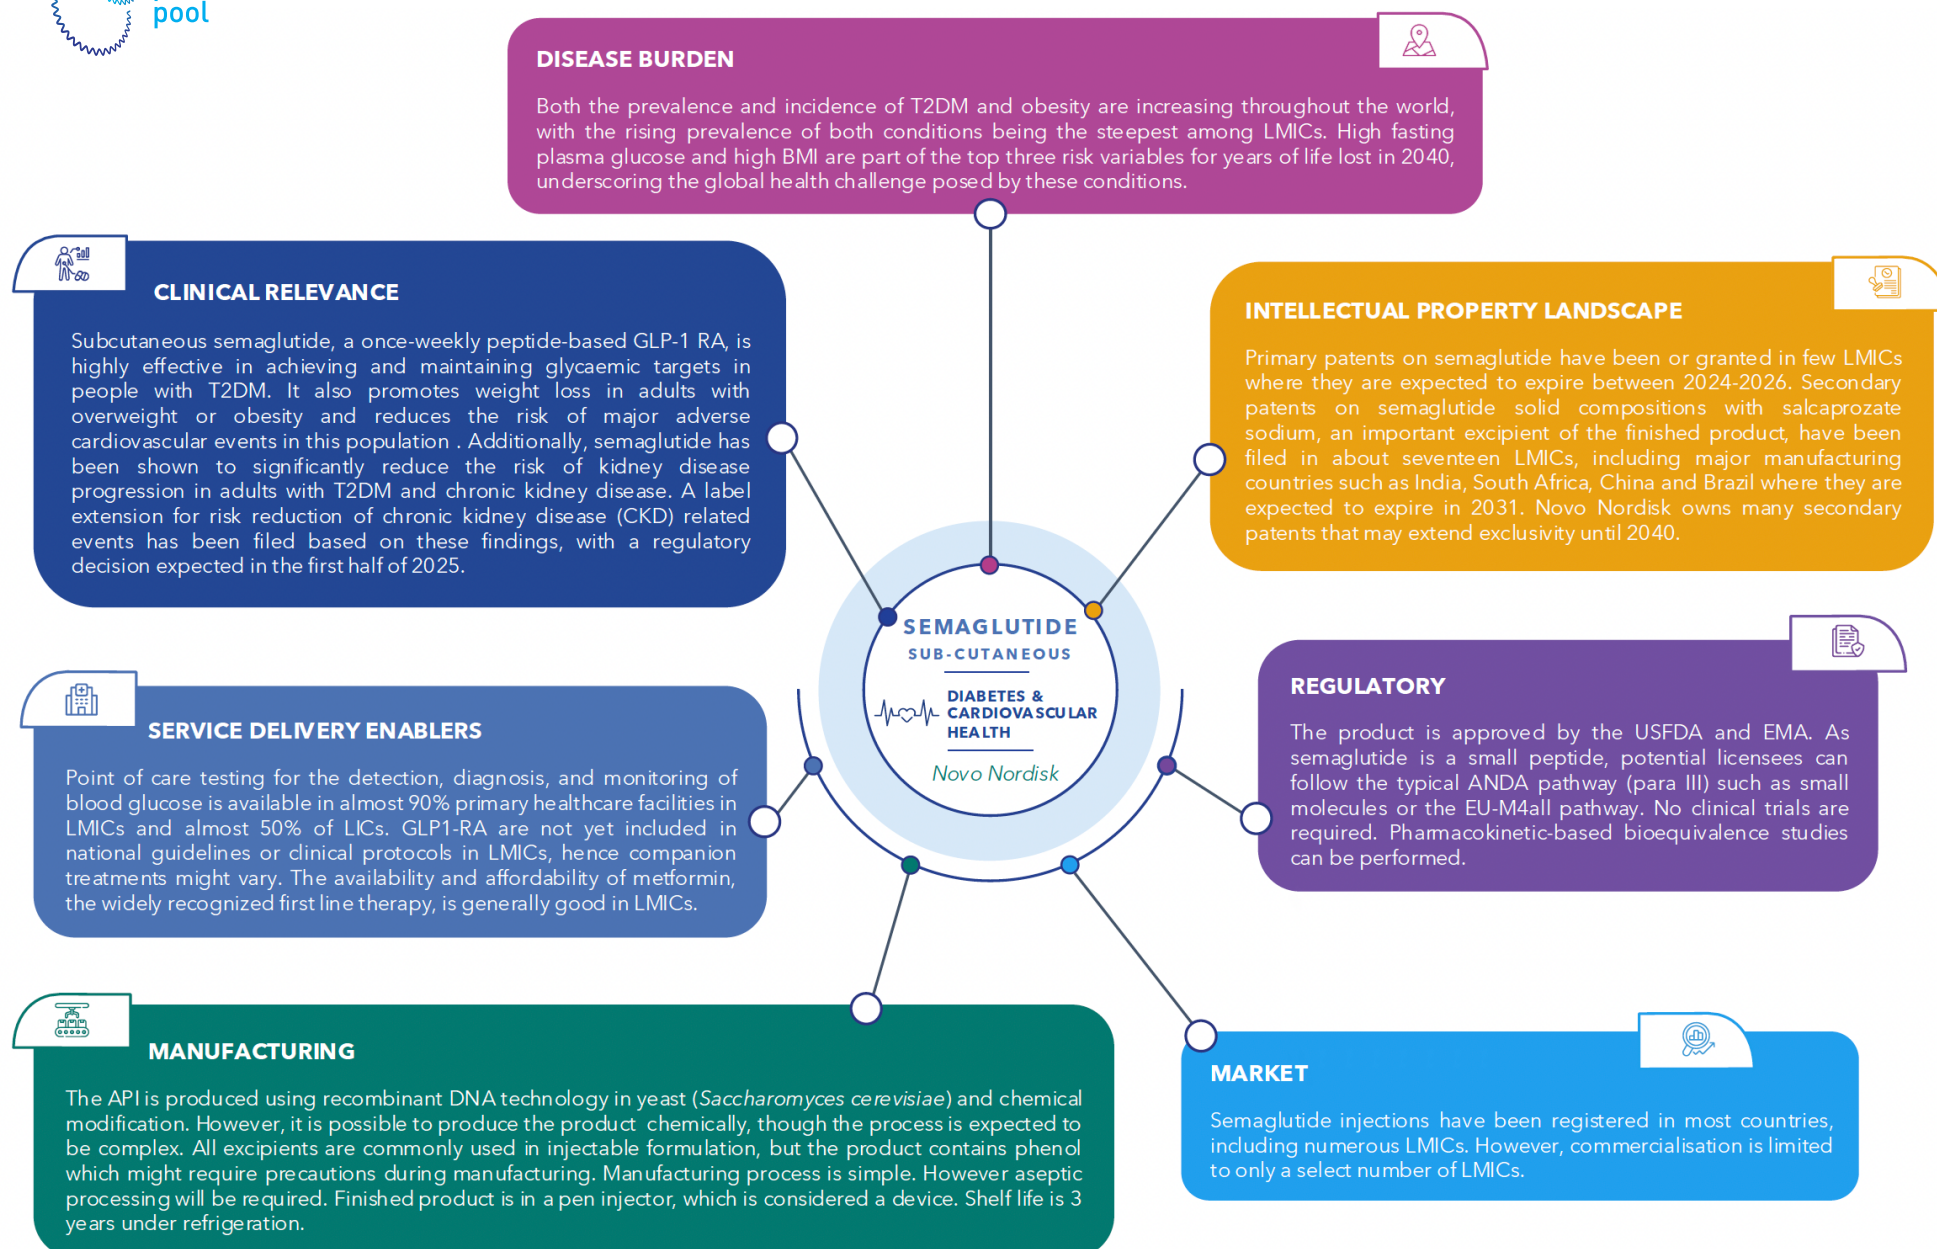 pool
DISEASE BURDEN
Both the prevalence and incidence of T2DM and obesity are increasing throughout the world,
with the rising prevalence of both conditions being the steepest among LMICs. High fasting
plasma glucose and high BMI are part of the top three risk variables for years of life lost in 2040,
underscoring the global health challenge posed by these conditions.
CLINICAL RELEVANCE
Subcutaneous semaglutide, a once-weekly peptide-based GLP-1 RA, is
highly effective in achieving and maintaining glycaemic targets in
people with T2DM. It also promotes weight loss in adults with
overweight or obesity and reduces the risk of major adverse
cardiovascular events in this population . Additionally, semaglutide has
been shown to significantly reduce the risk of kidney disease
progression in adults with T2DM and chronic kidney disease. A label
extension for risk reduction of chronic kidney disease (CKD) related
events has been filed based on these findings, with a regulatory
decision expected in the first half of 2025.
INTELLECTUAL PROPERTY LANDSCAPE
Primary patents on semaglutide have been or granted in few LMICs
where they are expected to expire between 2024-2026. Secondary
patents on semaglutide solid compositions with salcaprozate
sodium, an important excipient of the finished product, have been
filed in about seventeen LMICs, including major manufacturing
countries such as India, South Africa, China and Brazil where they are
expected to expire in 2031. Novo Nordisk owns many secondary
patents that may extend exclusivity until 2040.
SEMAGLUTIDE
SUB-CUTANEOUS
DIABETES &
CARDIOVASCULAR
HEALTH
Novo Nordisk
SERVICE DELIVERY ENABLERS
Point of care testing for the detection, diagnosis, and monitoring of
blood glucose is available in almost 90% primary healthcare facilities in
LMICs and almost 50% of LICs. GLP1-RA are not yet included in
national guidelines or clinical protocols in LMICs, hence companion
treatments might vary. The availability and affordability of metformin,
the widely recognized first line therapy, is generally good in LMICs.
REGULATORY
The product is approved by the USFDA and EMA. As
semaglutide is a small peptide, potential licensees can
follow the typical ANDA pathway (para III) such as small
molecules or the EU-M4all pathway. No clinical trials are
required. Pharmacokinetic-based bioequivalence studies
can be performed.
MANUFACTURING
The API is produced using recombinant DNA technology in yeast (Saccharomyces cerevisiae) and chemical
modification. However, it is possible to produce the product chemically, though the process is expected to
be complex. All excipients are commonly used in injectable formulation, but the product contains phenol
which might require precautions during manufacturing. Manufacturing process is simple. However aseptic
processing will be required. Finished product is in a pen injector, which is considered a device. Shelf life is 3
years under refrigeration.
MARKET
Semaglutide injections have been registered in most countries,
including numerous LMICs. However, commercialisation is limited
to only a select number of LMICs.